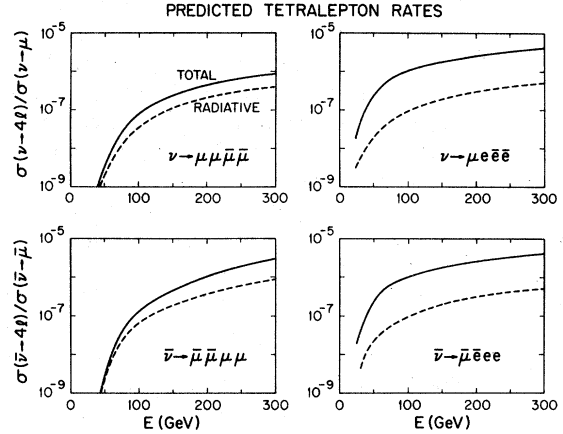 PREDICTED TETRALEPTON RATES
σ(ν→4ℓ)/σ(ν→μ)
10⁻⁵
10⁻⁷
10⁻⁹
TOTAL
RADIATIVE
ν→μμμ̄μ̄
0 100 200 300
10⁻⁵
10⁻⁷
10⁻⁹
ν→μeēē
0 100 200 300
σ(ν̄→4ℓ)/σ(ν̄→μ̄)
10⁻⁵
10⁻⁷
10⁻⁹
ν̄→μ̄μ̄μμ
0 100 200 300
E (GeV)
10⁻⁵
10⁻⁷
10⁻⁹
ν̄→μ̄ēee
0 100 200 300
E (GeV)